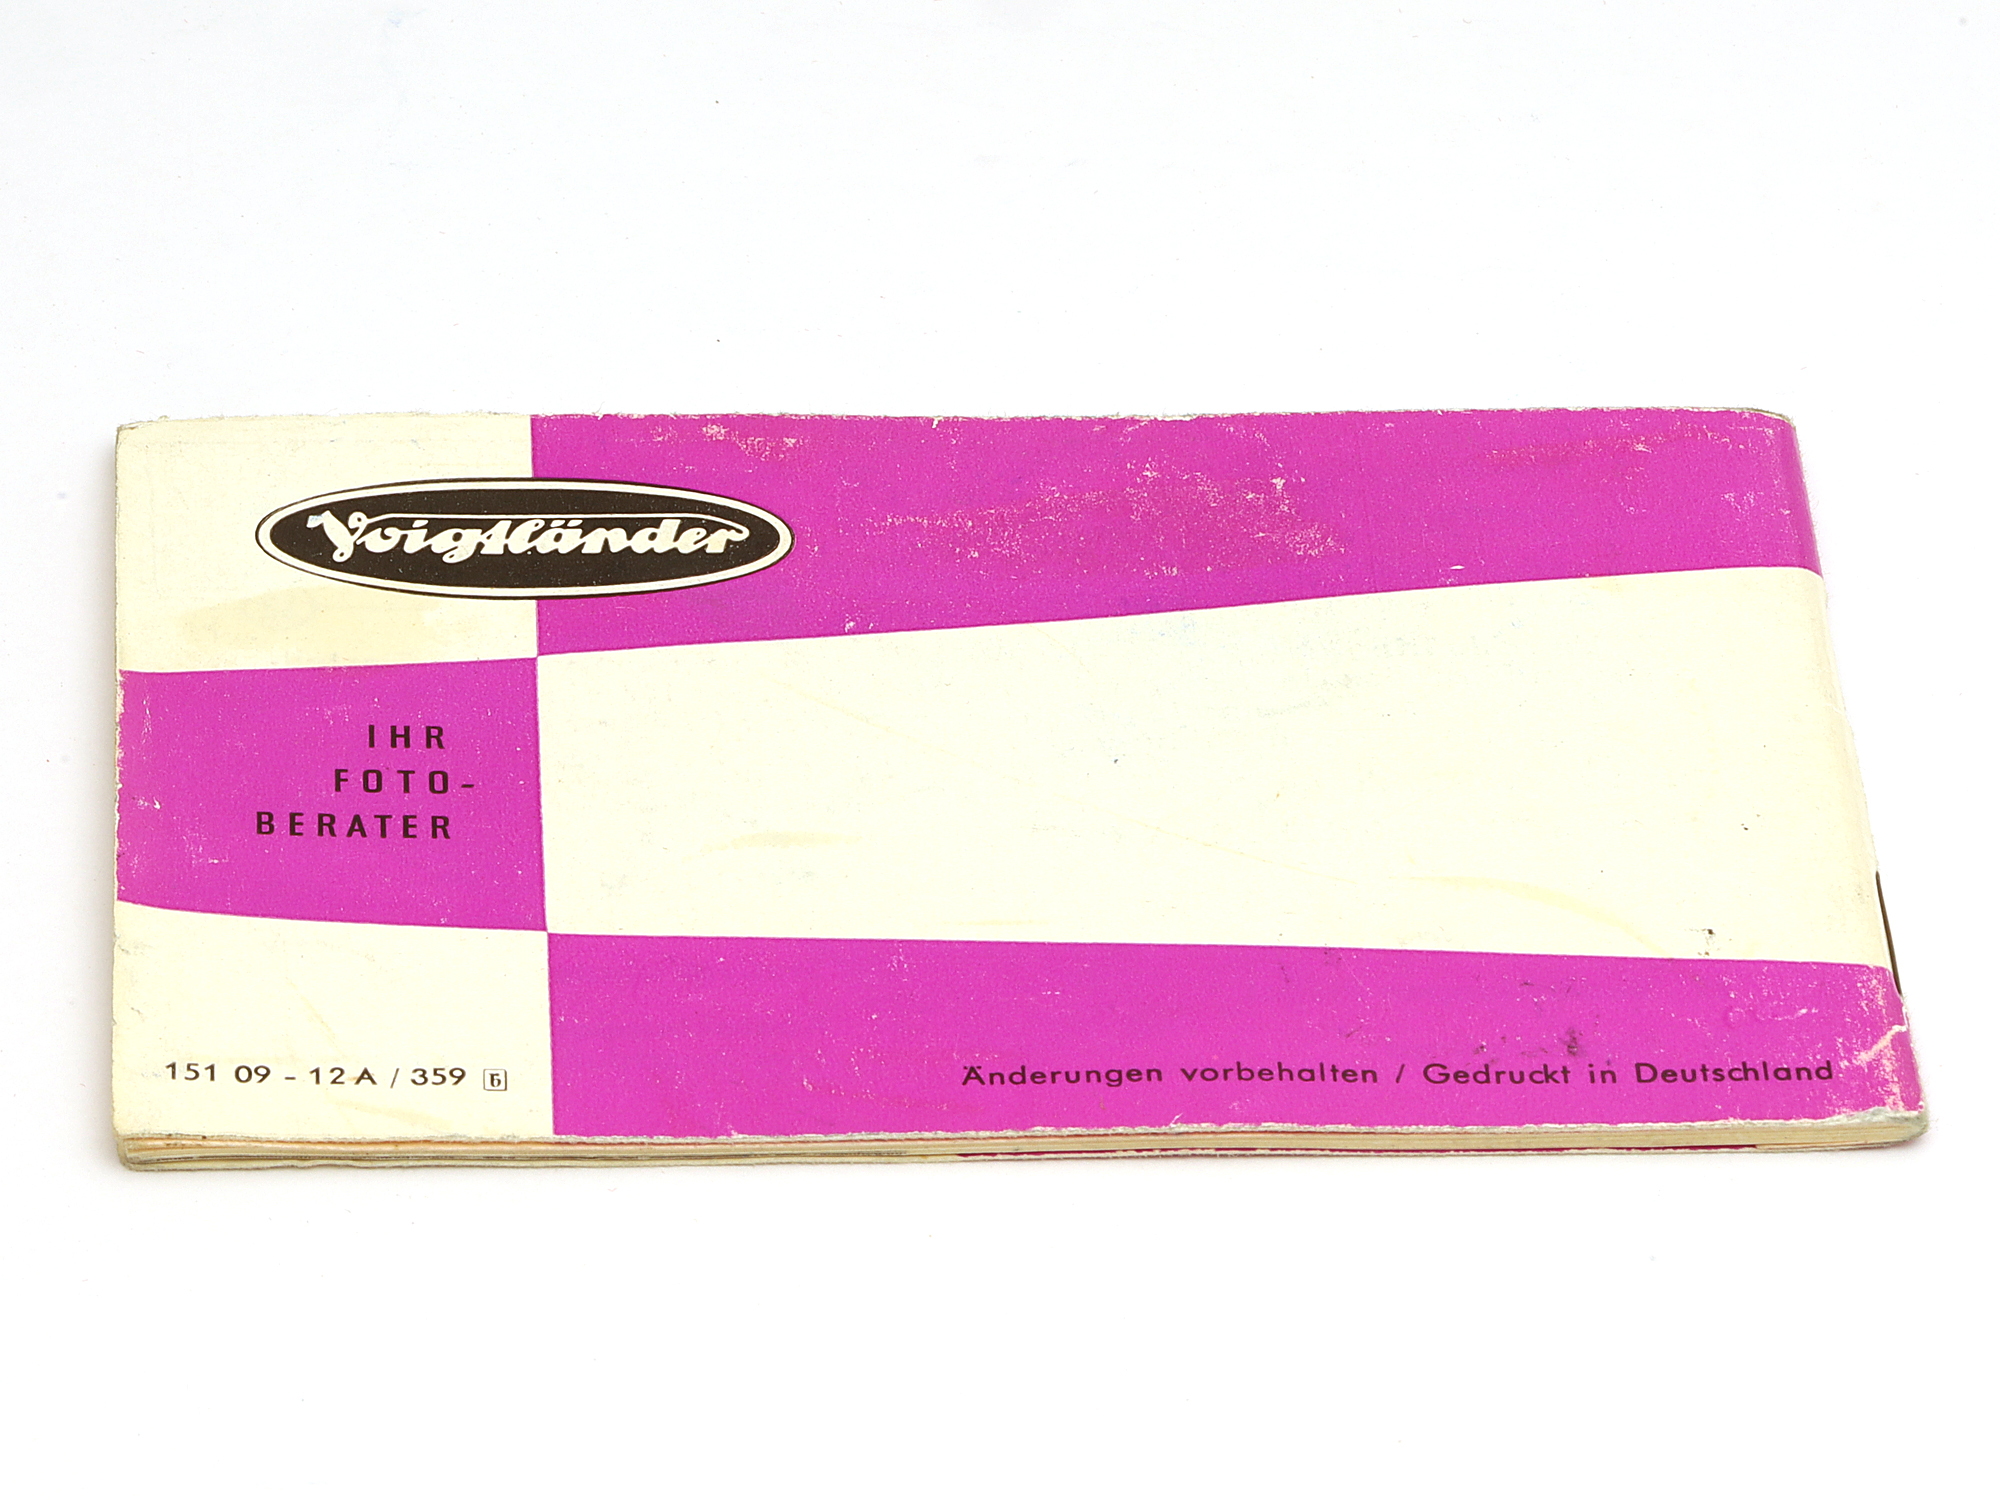 Voigtländer
IHR
FOTO-
BERATER
151 09 - 12 A / 359
Änderungen vorbehalten / Gedruckt in Deutschland